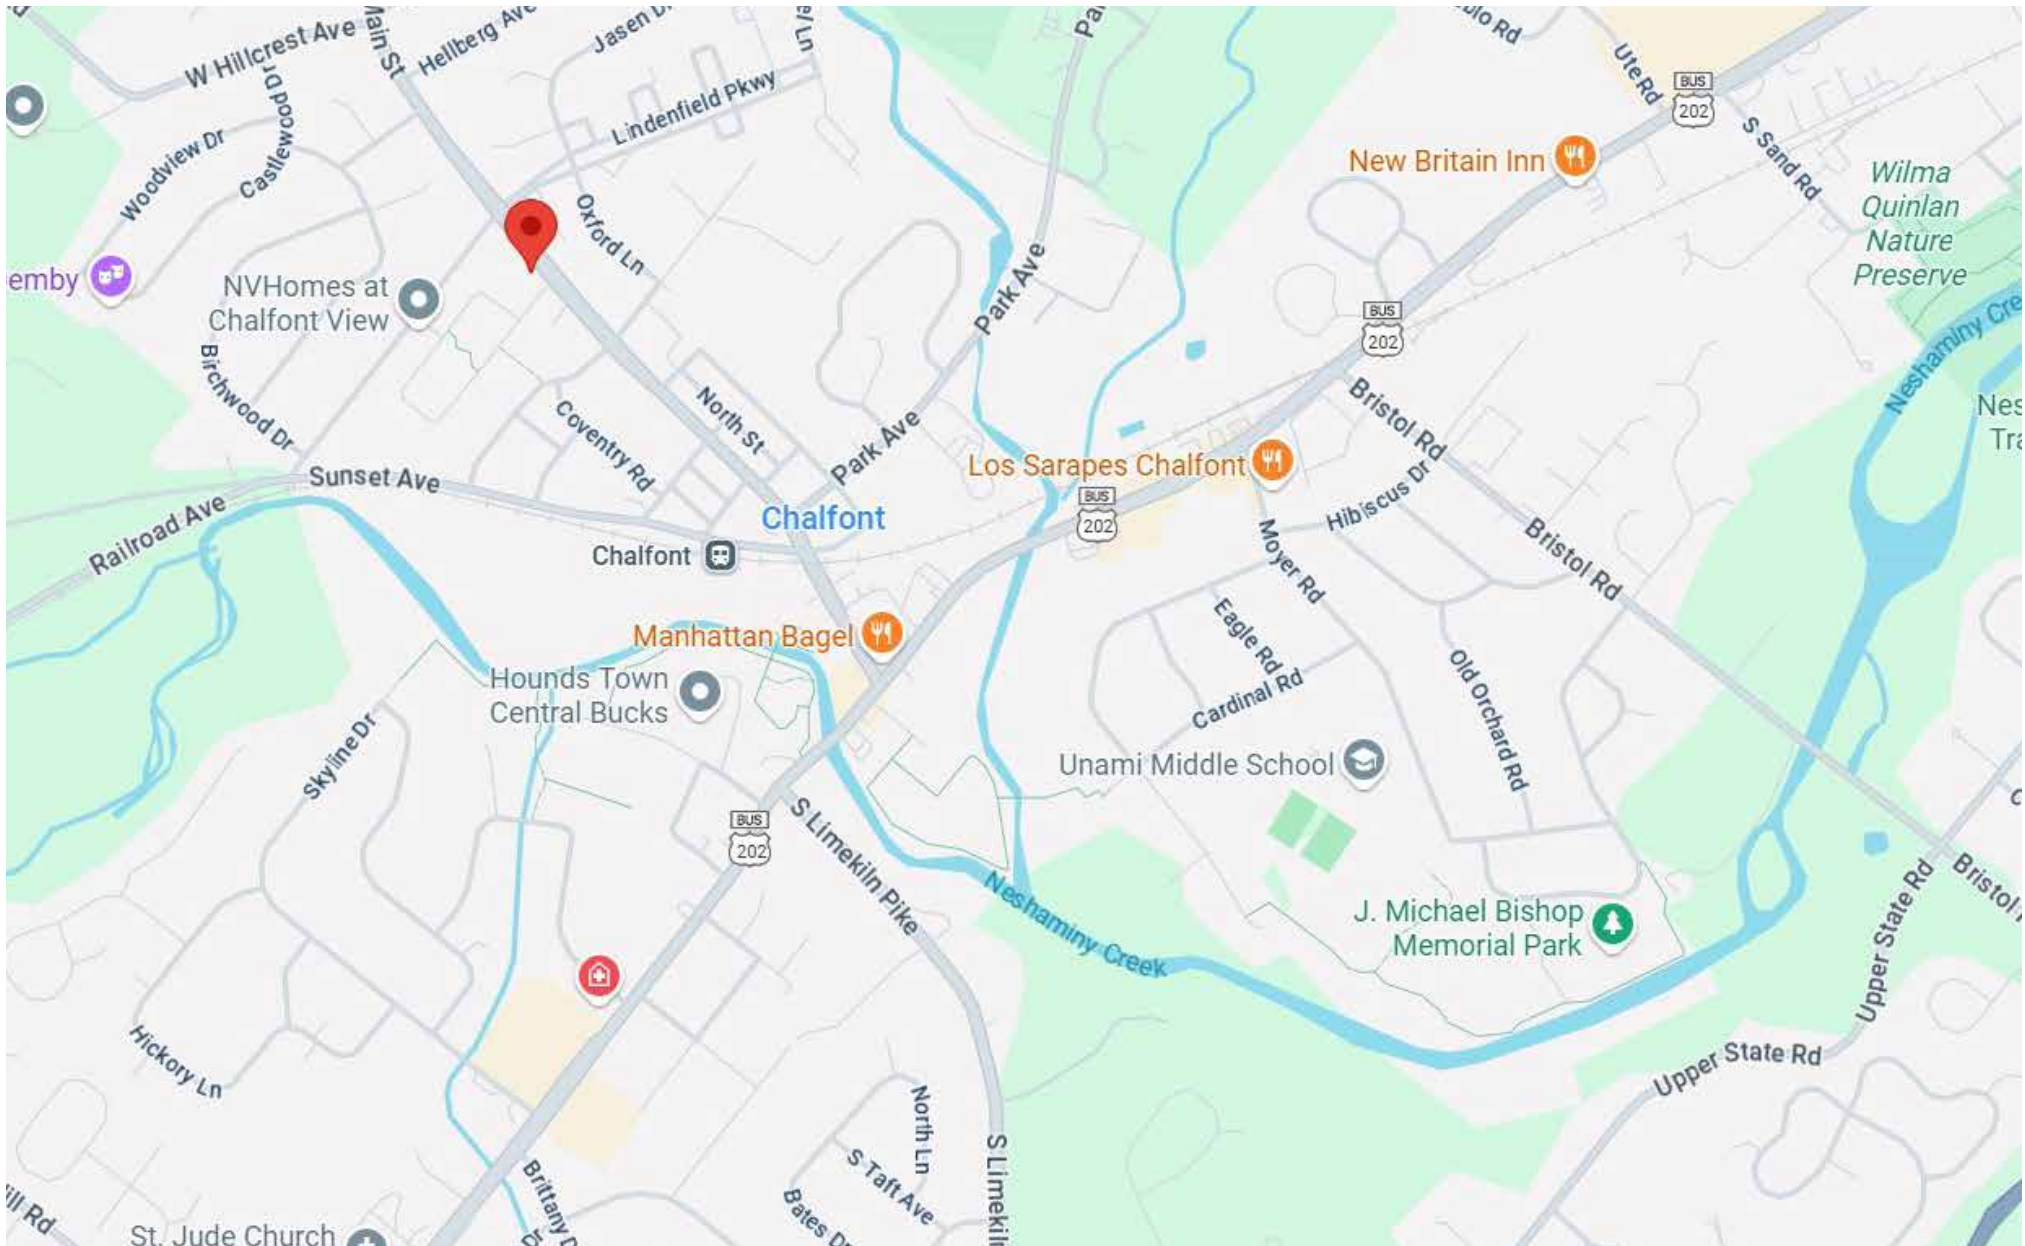 W Hillcrest Ave
Main St
Hellberg Ave
Jasen Dr
Lindenfield Pkwy
Castlewood Dr
Woodview Dr
Oxford Ln
emby
NVHomes at
Chalfont View
Birchwood Dr
Sunset Ave
Railroad Ave
Coventry Rd
North St
Park Ave
Park Ave
Chalfont
Chalfont
Ute Rd
BUS
202
S Sand Rd
New Britain Inn
Wilma
Quinlan
Nature
Preserve
BUS
202
Bristol Rd
Neshaminy Cre
Nes
Tra
Los Sarapes Chalfont
BUS
202
Hibiscus Dr
Moyer Rd
Bristol Rd
Manhattan Bagel
Hounds Town
Central Bucks
Skyline Dr
Eagle Rd
Cardinal Rd
Old Orchard Rd
Unami Middle School
BUS
202
S Limekiln Pike
Neshaminy Creek
J. Michael Bishop
Memorial Park
Upper State Rd
Bristol
Upper State Rd
Hickory Ln
North Ln
S Taft Ave
Bates Dr
S Limekiln
Brittany D
Dr
ill Rd
St. Jude Church